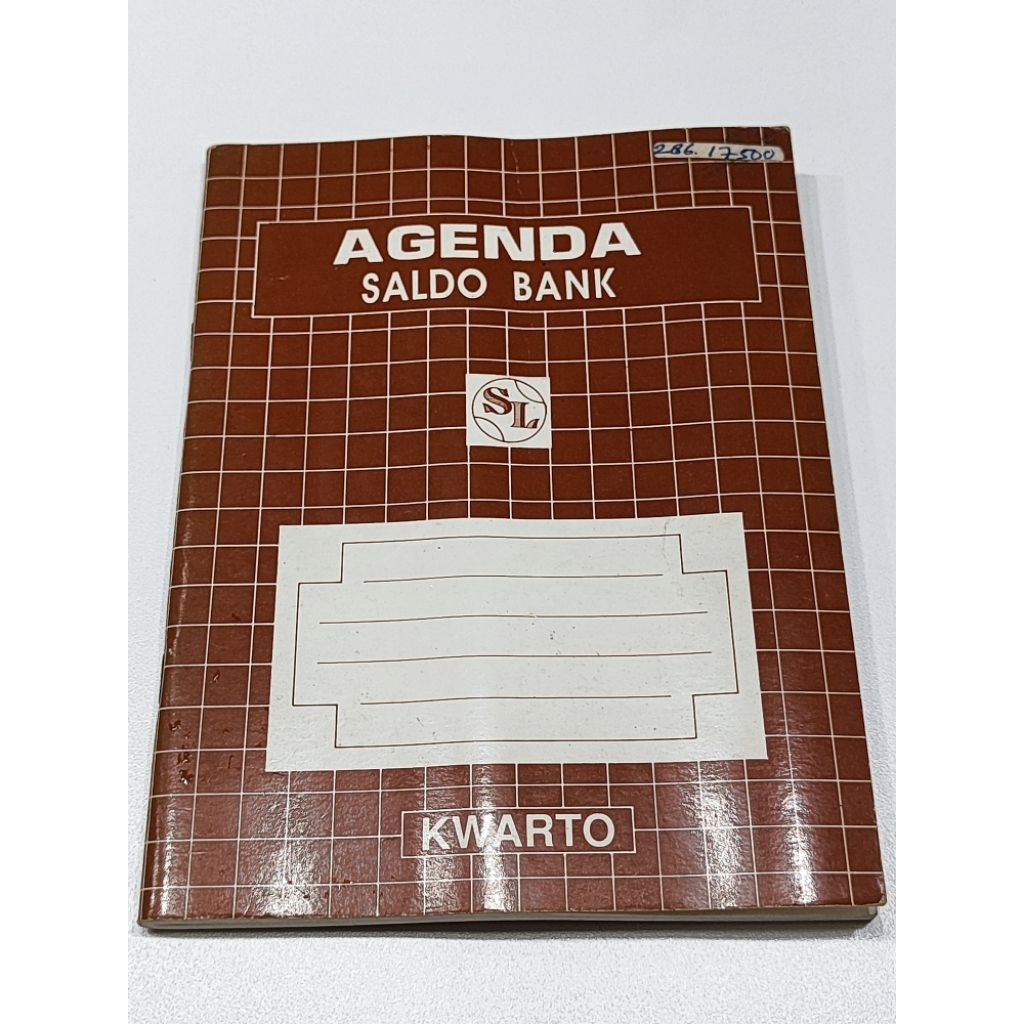 286. 17500
AGENDA
SALDO BANK
SL
KWARTO